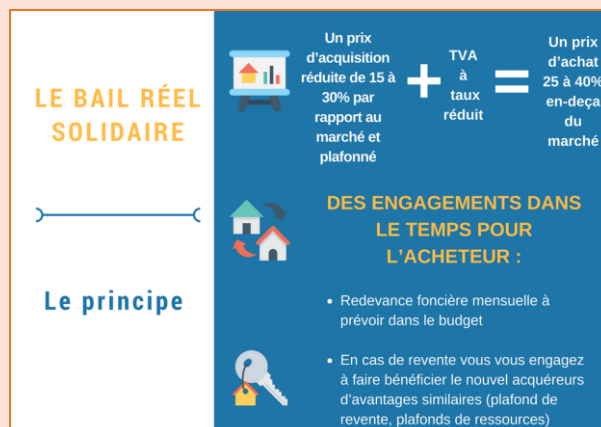 LE BAIL RÉEL
SOLIDAIRE
Le principe
Un prix
d'acquisition
réduite de 15 à
30% par
rapport au
marché et
plafonné
+
TVA
à
taux
réduit
=
Un prix
d'achat
25 à 40%
en-deça
du
marché
DES ENGAGEMENTS DANS
LE TEMPS POUR
L'ACHETEUR :
• Redevance foncière mensuelle à
prévoir dans le budget
• En cas de revente vous vous engagez
à faire bénéficier le nouvel acquéreurs
d'avantages similaires (plafond de
revente, plafonds de ressources)